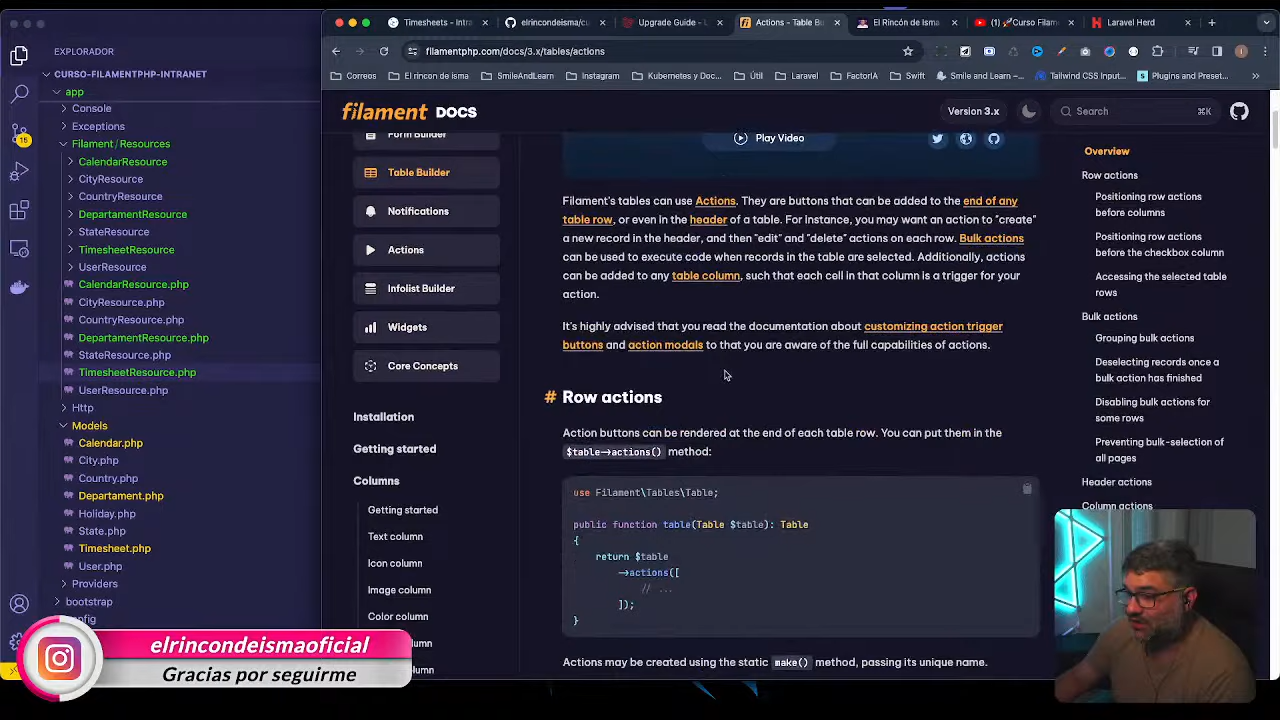 Timesheets - Intra
elrincondeisma/cu
Upgrade Guide - L
Actions - Table Bu
El Rincón de Isma
🚀Curso Filame
Laravel Herd
EXPLORADOR
filamentphp.com/docs/3.x/tables/actions
CURSO-FILAMENTPHP-INTRANET
Correos
El rincon de isma
SmileAndLearn
Instagram
Kubernetes y Doc...
Útil
Laravel
FactorIA
Swift
Smile and Learn –...
Tailwind CSS Input...
Plugins and Preset...
app
Console
Exceptions
Filament / Resources
CalendarResource
CityResource
CountryResource
DepartamentResource
StateResource
TimesheetResource
UserResource
CalendarResource.php
CityResource.php
CountryResource.php
DepartamentResource.php
StateResource.php
TimesheetResource.php
UserResource.php
Http
Models
Calendar.php
City.php
Country.php
Departament.php
Holiday.php
State.php
Timesheet.php
User.php
Providers
bootstrap
15
filament DOCS
Version 3.x
Search
⌘K
Form Builder
Table Builder
Notifications
Actions
Infolist Builder
Widgets
Core Concepts
Installation
Getting started
Columns
Getting started
Text column
Icon column
Image column
Color column
Play Video
Filament's tables can use Actions. They are buttons that can be added to the end of any
table row, or even in the header of a table. For instance, you may want an action to "create"
a new record in the header, and then "edit" and "delete" actions on each row. Bulk actions
can be used to execute code when records in the table are selected. Additionally, actions
can be added to any table column, such that each cell in that column is a trigger for your
action.
It's highly advised that you read the documentation about customizing action trigger
buttons and action modals to that you are aware of the full capabilities of actions.
# Row actions
Action buttons can be rendered at the end of each table row. You can put them in the
$table->actions() method:
use Filament\Tables\Table;
public function table(Table $table): Table
{
return $table
->actions([
// ...
]);
}
Actions may be created using the static make() method, passing its unique name.
Overview
Row actions
Positioning row actions
before columns
Positioning row actions
before the checkbox column
Accessing the selected table
rows
Bulk actions
Grouping bulk actions
Deselecting records once a
bulk action has finished
Disabling bulk actions for
some rows
Preventing bulk-selection of
all pages
Header actions
Column actions
elrincondeismaoficial
Gracias por seguirme